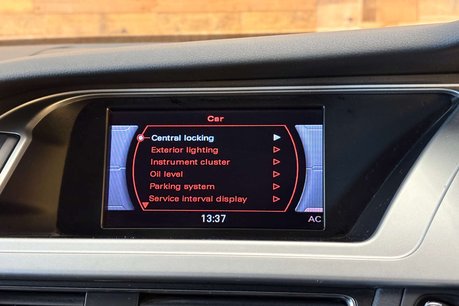 Car
Central locking
Exterior lighting
Instrument cluster
Oil level
Parking system
Service interval display
13:37
AC